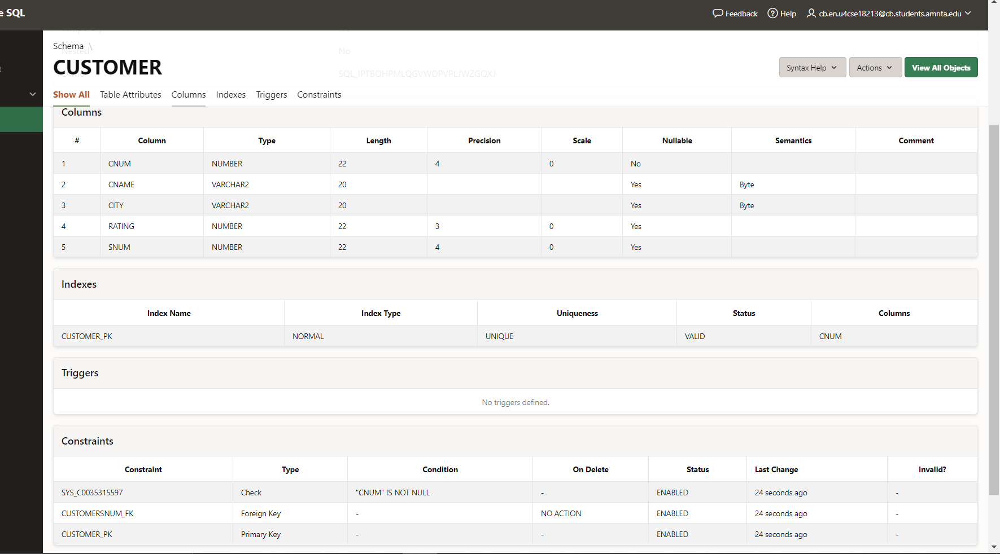 e SQL
Feedback Help cb.en.u4cse18213@cb.students.amrita.edu
t
Schema \
Nested No
CUSTOMER
SQL_IPTBOHPMLQGVWDPVPLJWZGQXJ
Syntax Help Actions View All Objects
Show All Table Attributes Columns Indexes Triggers Constraints
Columns
# Column Type Length Precision Scale Nullable Semantics Comment
1 CNUM NUMBER 22 4 0 No
2 CNAME VARCHAR2 20 Yes Byte
3 CITY VARCHAR2 20 Yes Byte
4 RATING NUMBER 22 3 0 Yes
5 SNUM NUMBER 22 4 0 Yes
Indexes
Index Name Index Type Uniqueness Status Columns
CUSTOMER_PK NORMAL UNIQUE VALID CNUM
Triggers
No triggers defined.
Constraints
Constraint Type Condition On Delete Status Last Change Invalid?
SYS_C0035315597 Check "CNUM" IS NOT NULL - ENABLED 24 seconds ago -
CUSTOMERSNUM_FK Foreign Key - NO ACTION ENABLED 24 seconds ago -
CUSTOMER_PK Primary Key - - ENABLED 24 seconds ago -